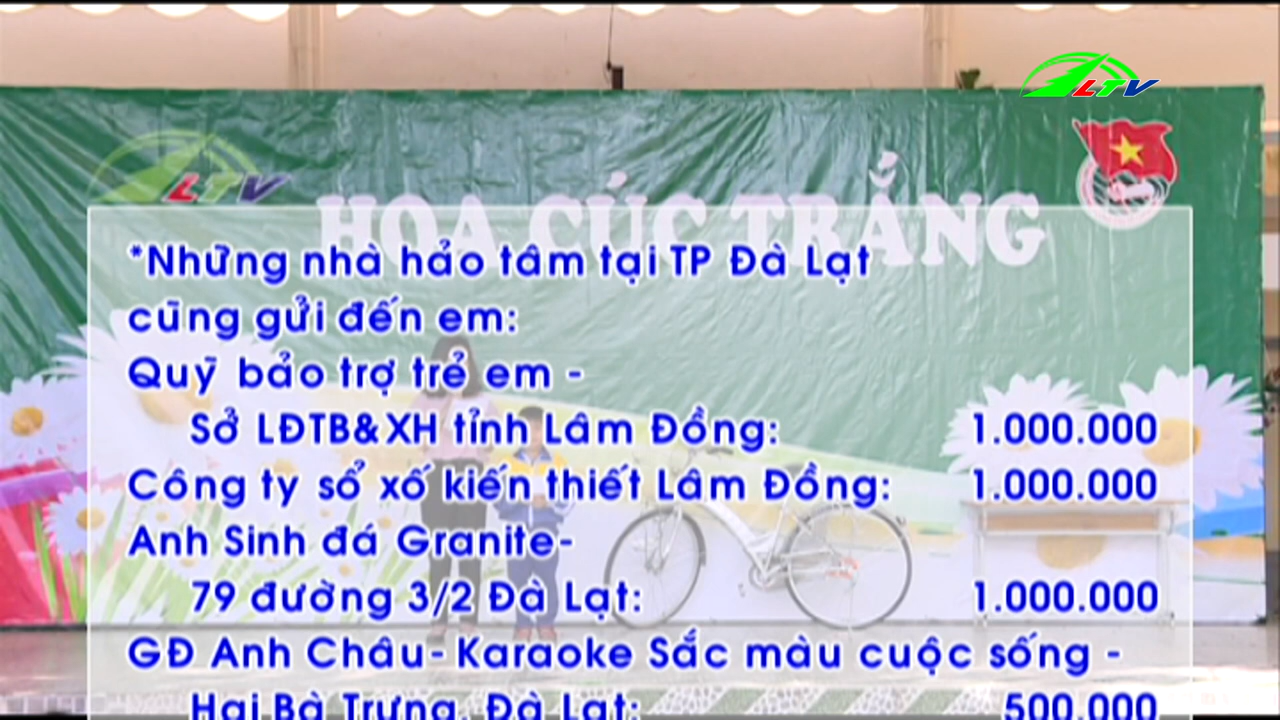 LTV
LTV
HOA CÚC TRẮNG
*Những nhà hảo tâm tại TP Đà Lạt
cũng gửi đến em:
Quỹ bảo trợ trẻ em -
Sở LĐTB&XH tỉnh Lâm Đồng: 1.000.000
Công ty sổ xố kiến thiết Lâm Đồng: 1.000.000
Anh Sinh đá Granite-
79 đường 3/2 Đà Lạt: 1.000.000
GĐ Anh Châu- Karaoke Sắc màu cuộc sống -
Hai Bà Trưng, Đà Lạt: 500.000